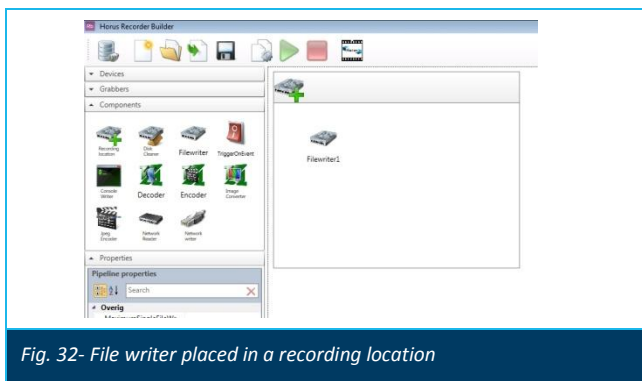 Rb Horus Recorder Builder
Devices
Grabbers
Components
Recording location
Disk Cleaner
Filewriter
TriggerOnEvent
Console Writer
Decoder
Encoder
Image Converter
Jpeg Encoder
Network Reader
Network writer
Filewriter1
Properties
Pipeline properties
Search
Overig
Fig. 32- File writer placed in a recording location